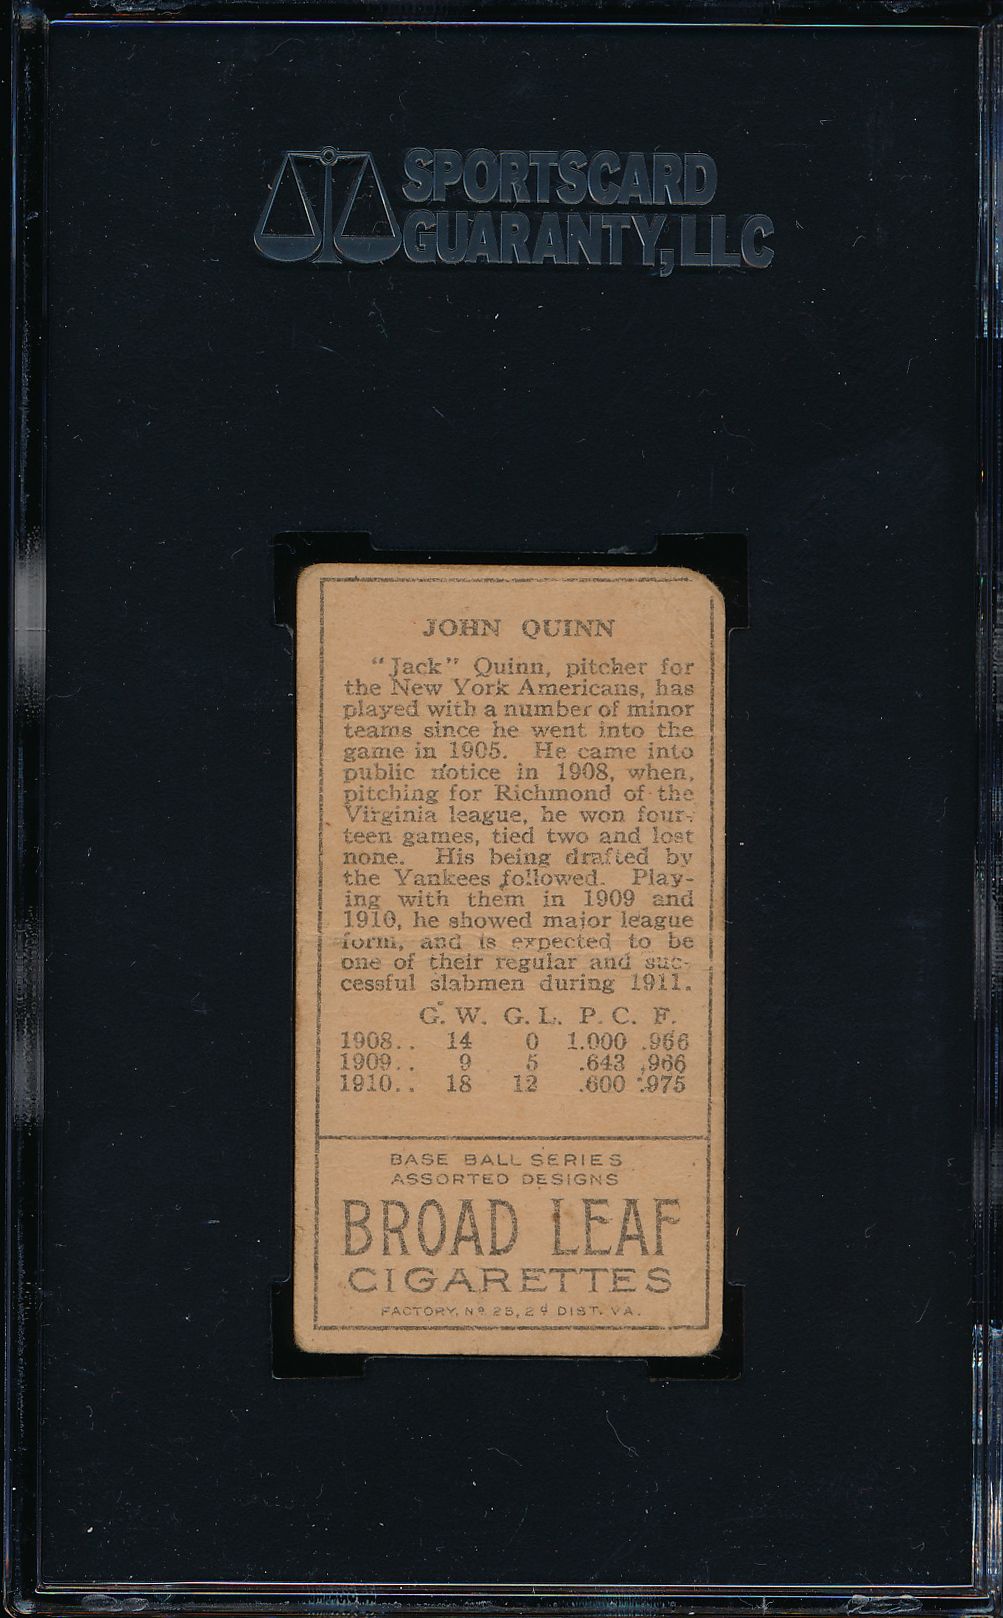 SPORTSCARD
GUARANTY, LLC
JOHN QUINN
"Jack" Quinn, pitcher for
the New York Americans, has
played with a number of minor
teams since he went into the
game in 1905. He came into
public notice in 1908, when,
pitching for Richmond of the
Virginia league, he won four-
teen games, tied two and lost
none. His being drafted by
the Yankees followed. Play-
ing with them in 1909 and
1910, he showed major league
form, and is expected to be
one of their regular and suc-
cessful slabmen during 1911.
G. W. G. L. P. C. F.
1908.. 14 0 1.000 .966
1909.. 9 5 .643 .966
1910.. 18 12 .600 .975
BASE BALL SERIES
ASSORTED DESIGNS
BROAD LEAF
CIGARETTES
FACTORY. No 25, 2d DIST. VA.